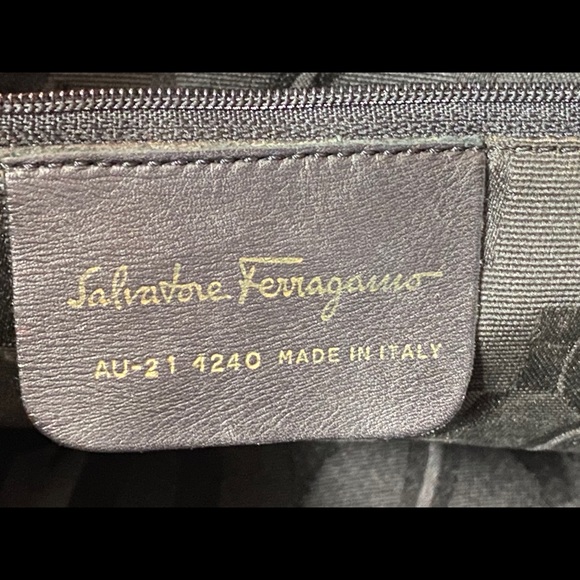 Salvatore Ferragamo
AU-21 4240 MADE IN ITALY